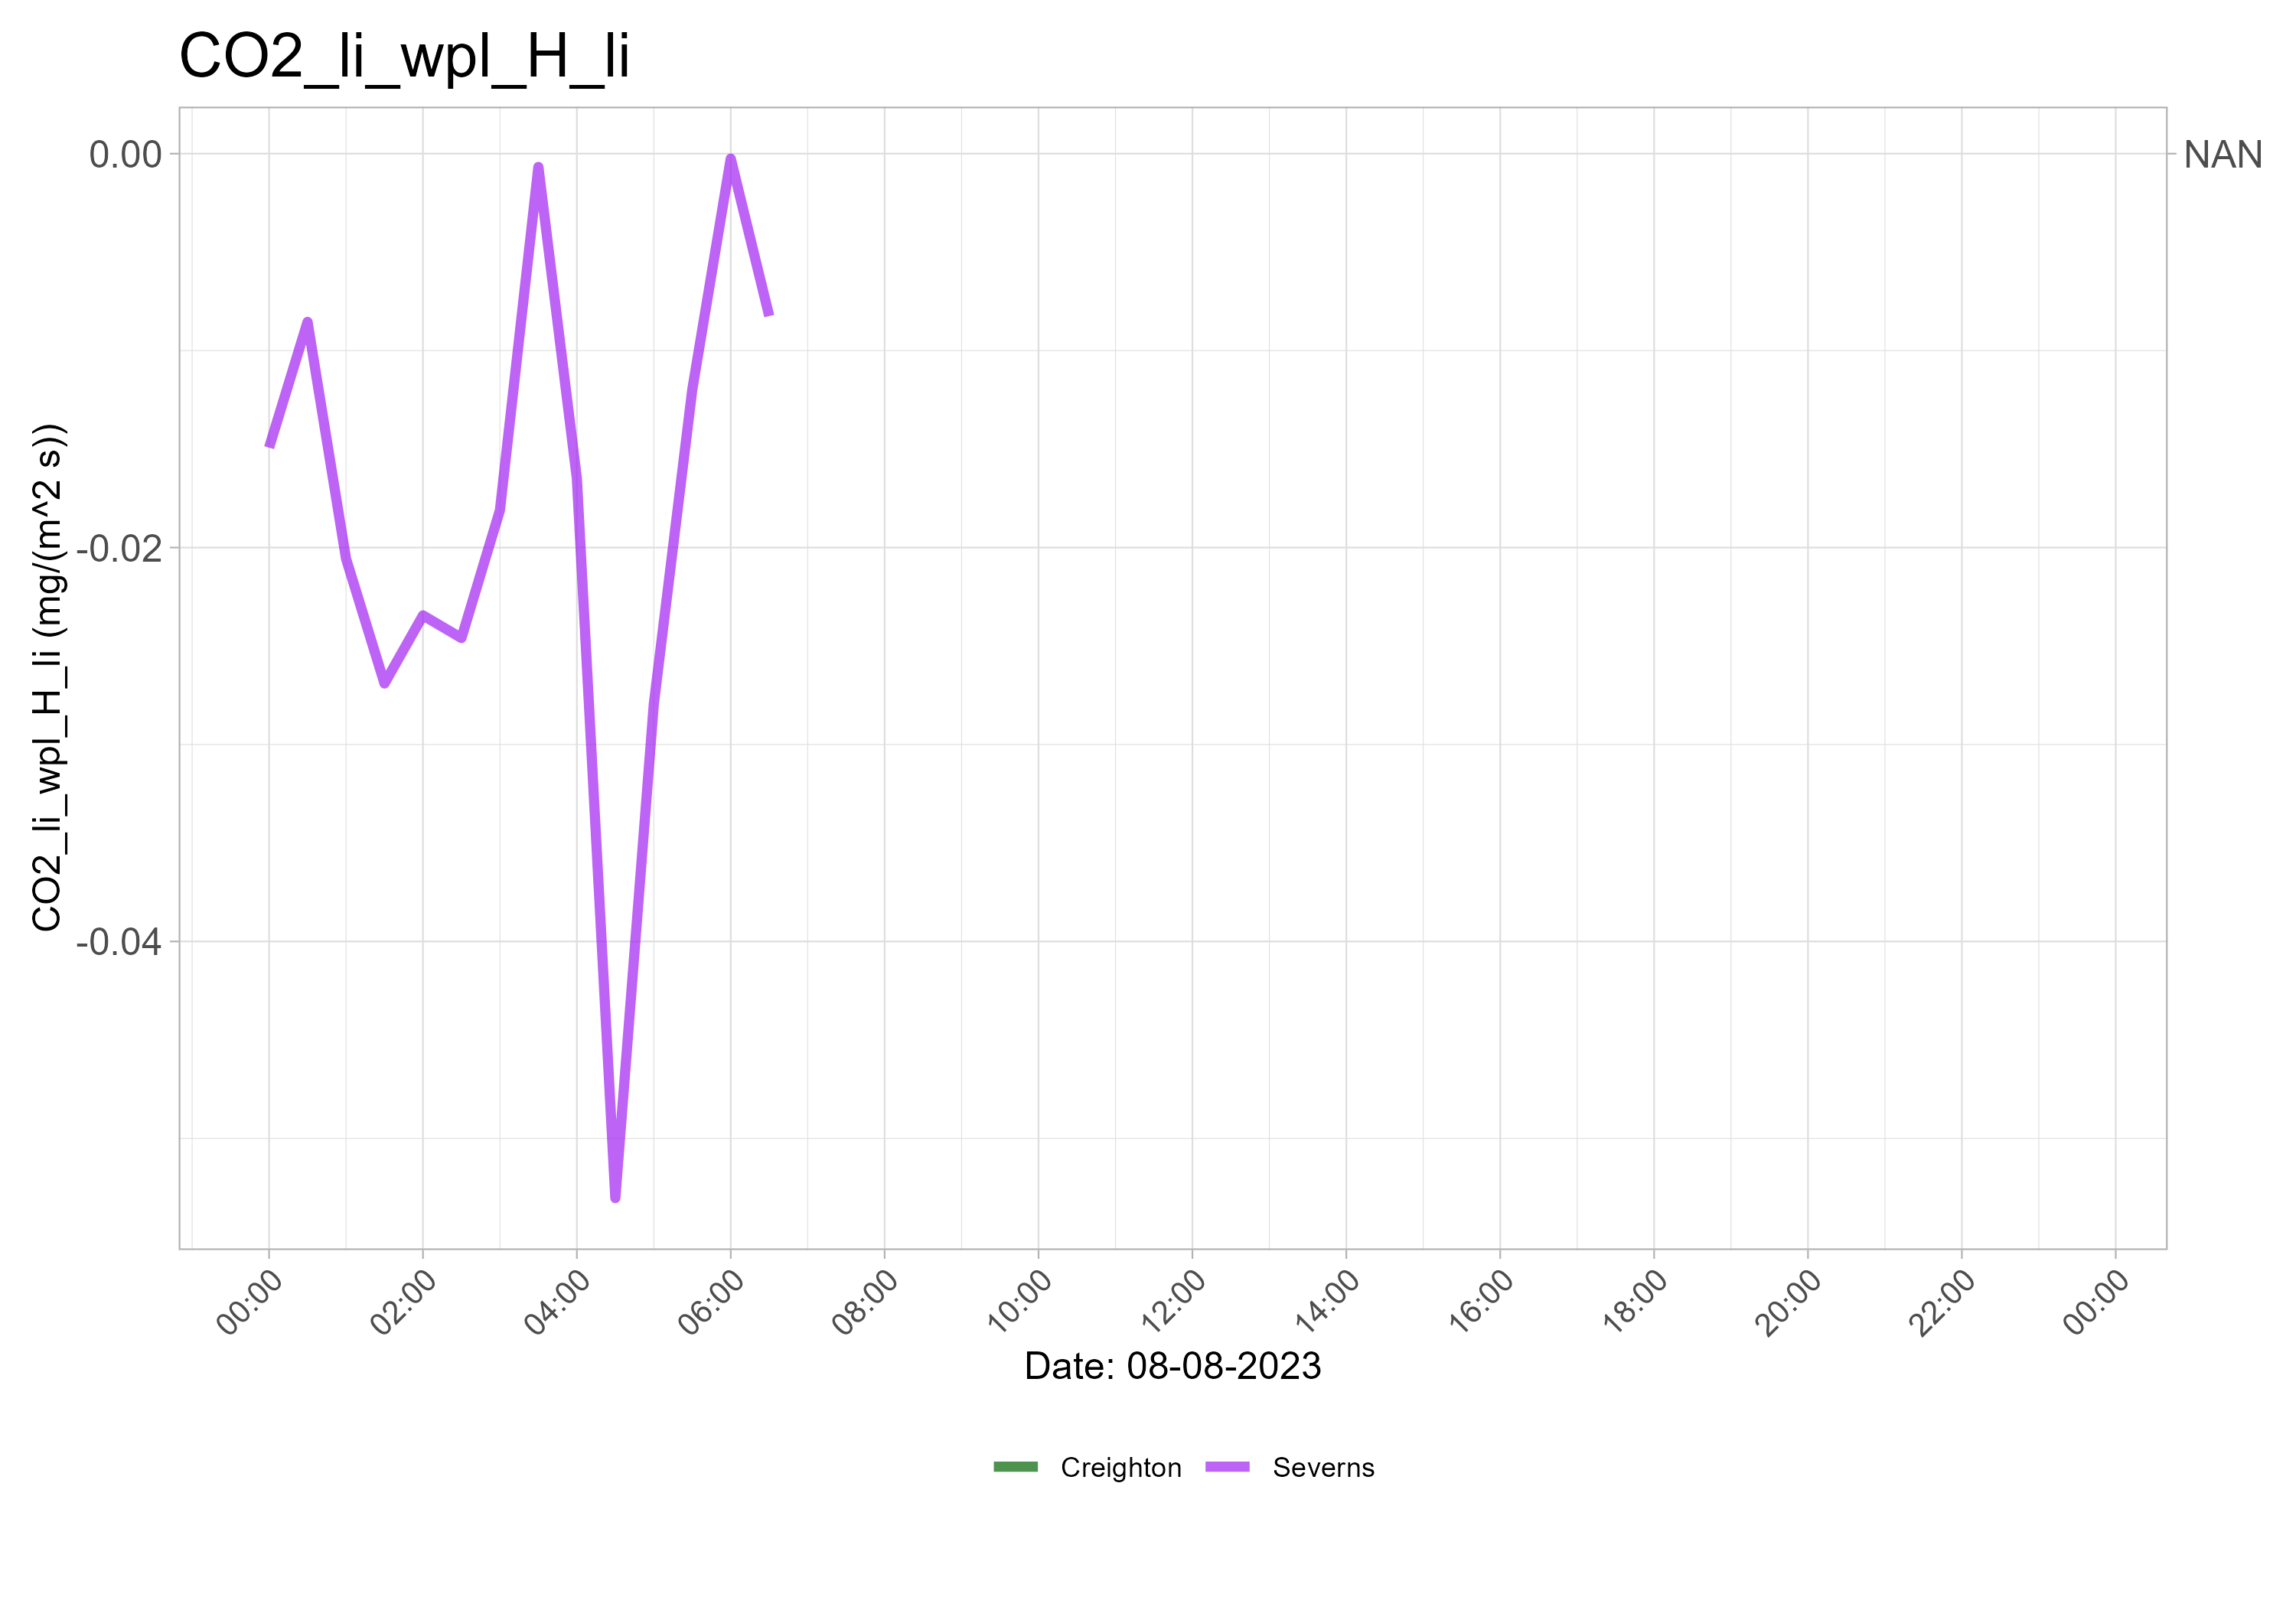 CO2_li_wpl_H_li
0.00
NAN
CO2_li_wpl_H_li (mg/(m^2 s))
-0.02
-0.04
00:00 02:00 04:00 06:00 08:00 10:00 12:00 14:00 16:00 18:00 20:00 22:00 00:00
Date: 08-08-2023
Creighton Severns